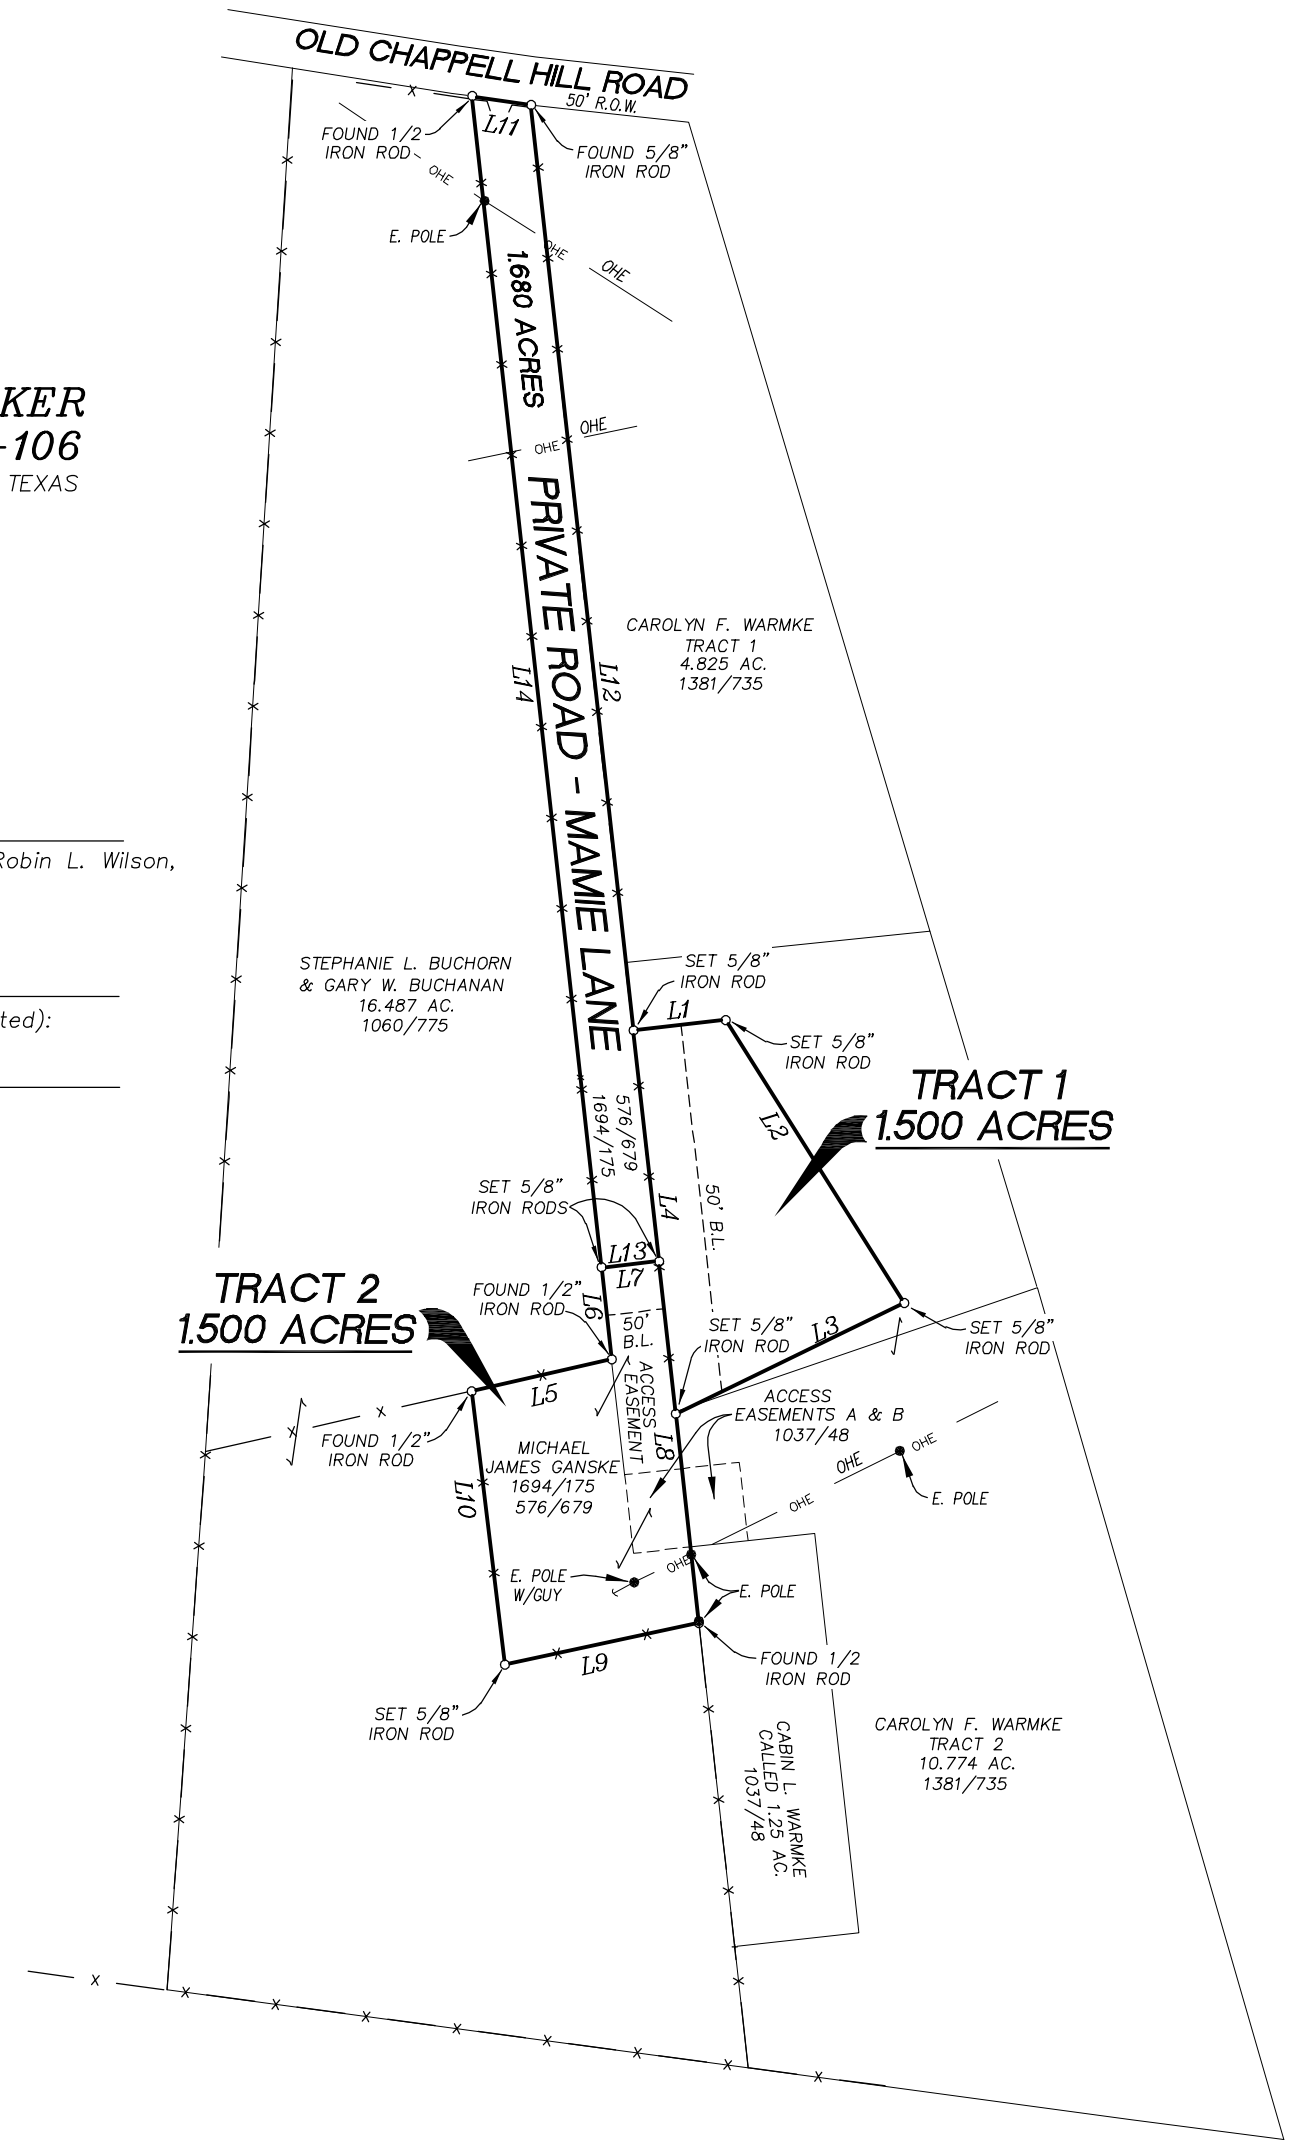 OLD CHAPPELL HILL ROAD
50' R.O.W.
L11
FOUND 1/2
IRON ROD
FOUND 5/8"
IRON ROD
OHE
E. POLE
OHE
OHE
1.680 ACRES
KER
-106
TEXAS
OHE
OHE
PRIVATE ROAD - MAMIE LANE
CAROLYN F. WARMKE
TRACT 1
4.825 AC.
1381/735
L14
L12
Robin L. Wilson,
STEPHANIE L. BUCHORN
& GARY W. BUCHANAN
16.487 AC.
1060/775
SET 5/8"
IRON ROD
L1
ted):
SET 5/8"
IRON ROD
TRACT 1
1.500 ACRES
L2
576/679
1694/175
SET 5/8"
IRON RODS
L4
50' B.L.
L13
L7
TRACT 2
1.500 ACRES
FOUND 1/2"
IRON ROD
L6
50'
B.L.
SET 5/8"
IRON ROD
L3
SET 5/8"
IRON ROD
ACCESS
EASEMENT
L5
ACCESS
EASEMENTS A & B
1037/48
L8
FOUND 1/2"
IRON ROD
MICHAEL
JAMES GANSKE
1694/175
576/679
L10
OHE
OHE
E. POLE
OHE
E. POLE
W/GUY
OHE
E. POLE
L9
FOUND 1/2
IRON ROD
SET 5/8"
IRON ROD
CABIN L. WARMKE
CALLED 1.25 AC.
1037/48
CAROLYN F. WARMKE
TRACT 2
10.774 AC.
1381/735